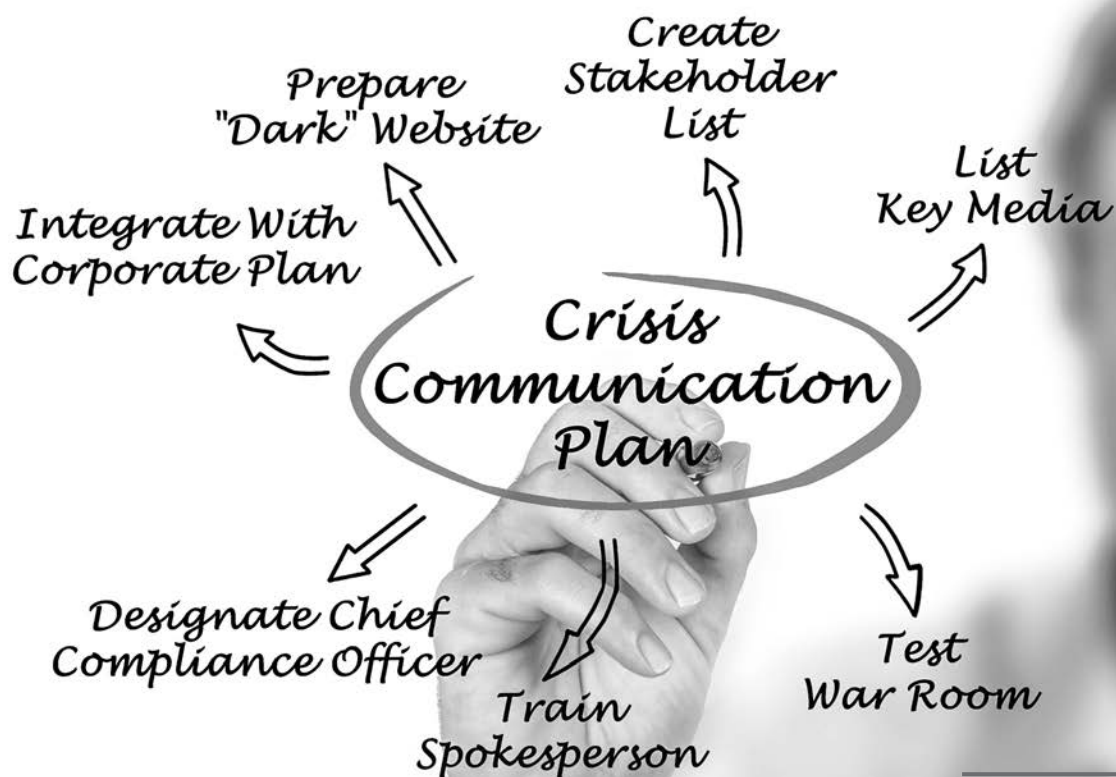 Create
Stakeholder
List
Prepare
"Dark" Website
List
Key Media
Integrate With
Corporate Plan
Crisis
Communication
Plan
Designate Chief
Compliance Officer
Train
Spokesperson
Test
War Room